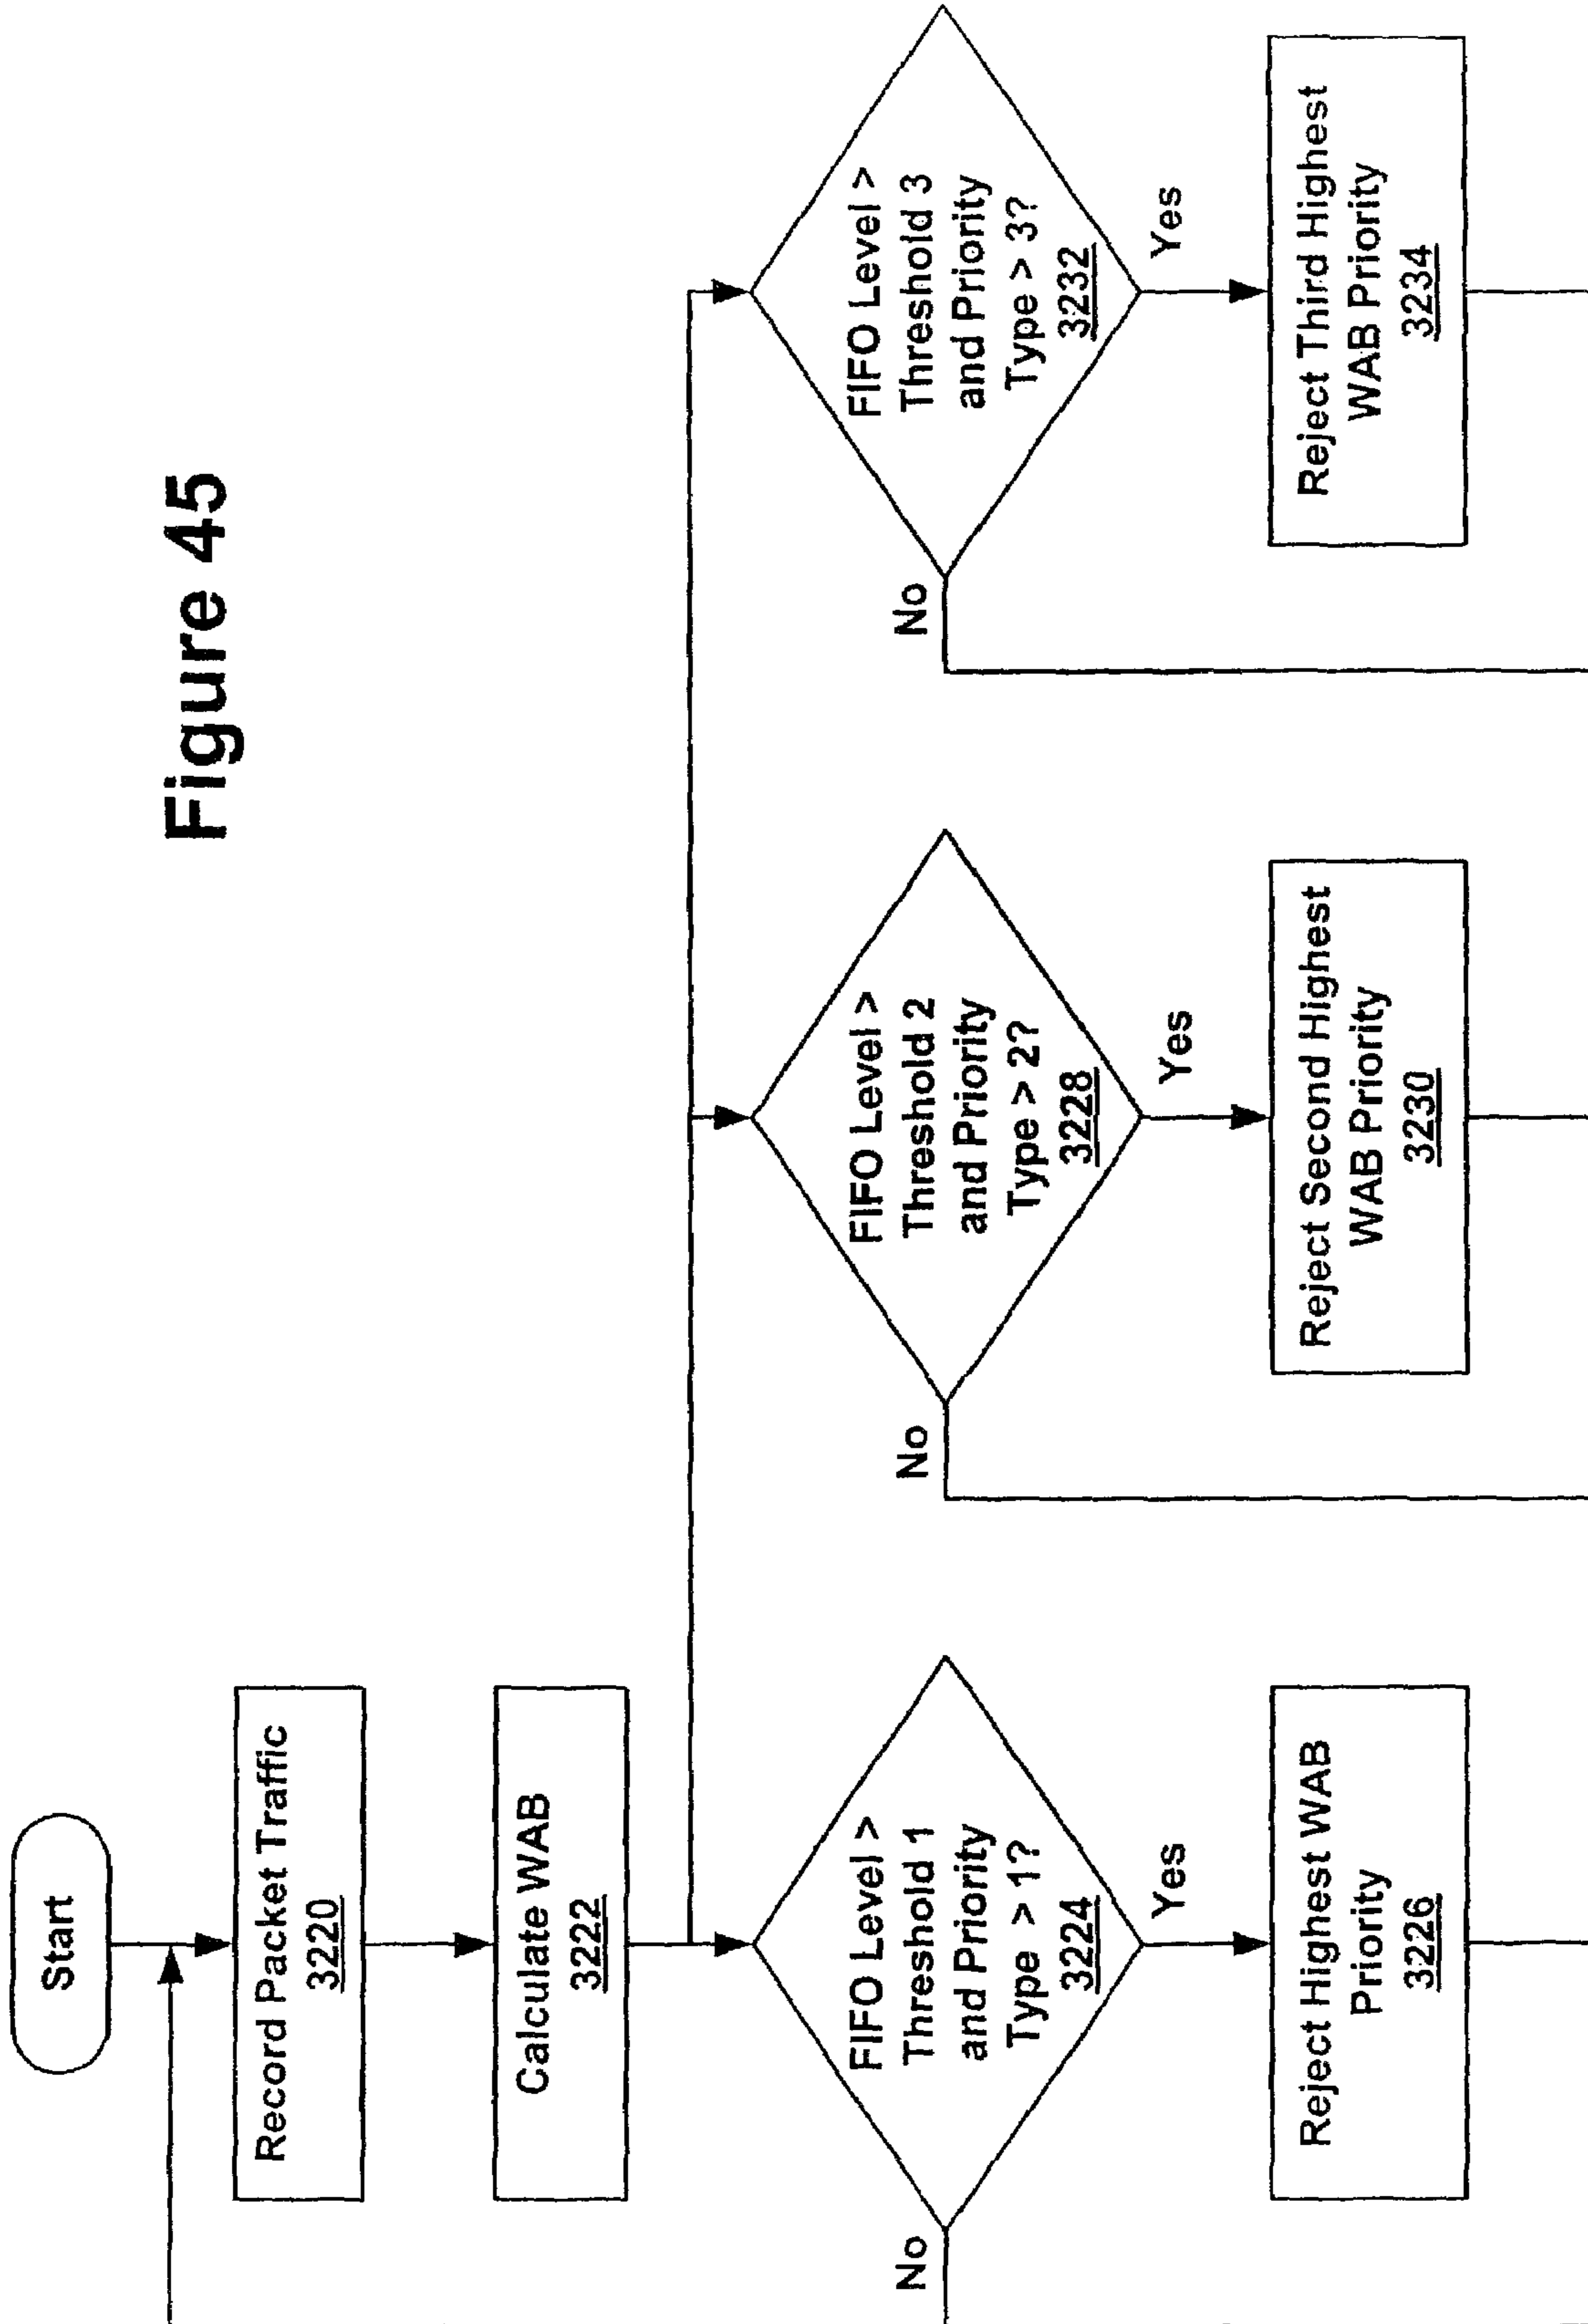 Figure 45
Start
Record Packet Traffic
3220
Calculate WAB
3222
FIFO Level >
Threshold 1
and Priority
Type > 1?
3224
No
Yes
Reject Highest WAB
Priority
3226
FIFO Level >
Threshold 2
and Priority
Type > 2?
3228
No
Yes
Reject Second Highest
WAB Priority
3230
FIFO Level >
Threshold 3
and Priority
Type > 3?
3232
No
Yes
Reject Third Highest
WAB Priority
3234